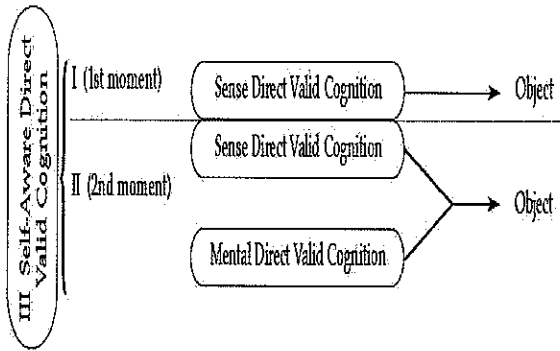 III Self-Aware Direct
Valid Cognition
I (1st moment)
Sense Direct Valid Cognition
Object
Sense Direct Valid Cognition
II (2nd moment)
Object
Mental Direct Valid Cognition